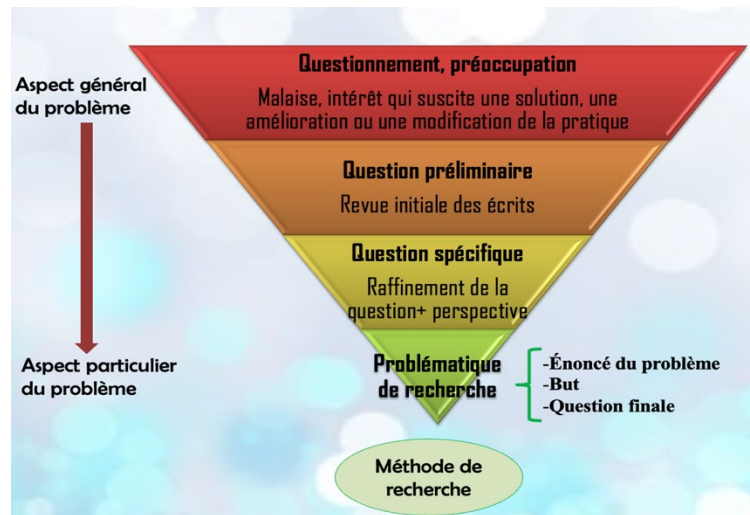 Aspect général
du problème
Questionnement, préoccupation
Malaise, intérêt qui suscite une solution, une
amélioration ou une modification de la pratique
Question préliminaire
Revue initiale des écrits
Question spécifique
Raffinement de la
question+ perspective
Aspect particulier
du problème
Problématique
de recherche
-Énoncé du problème
-But
-Question finale
Méthode de
recherche